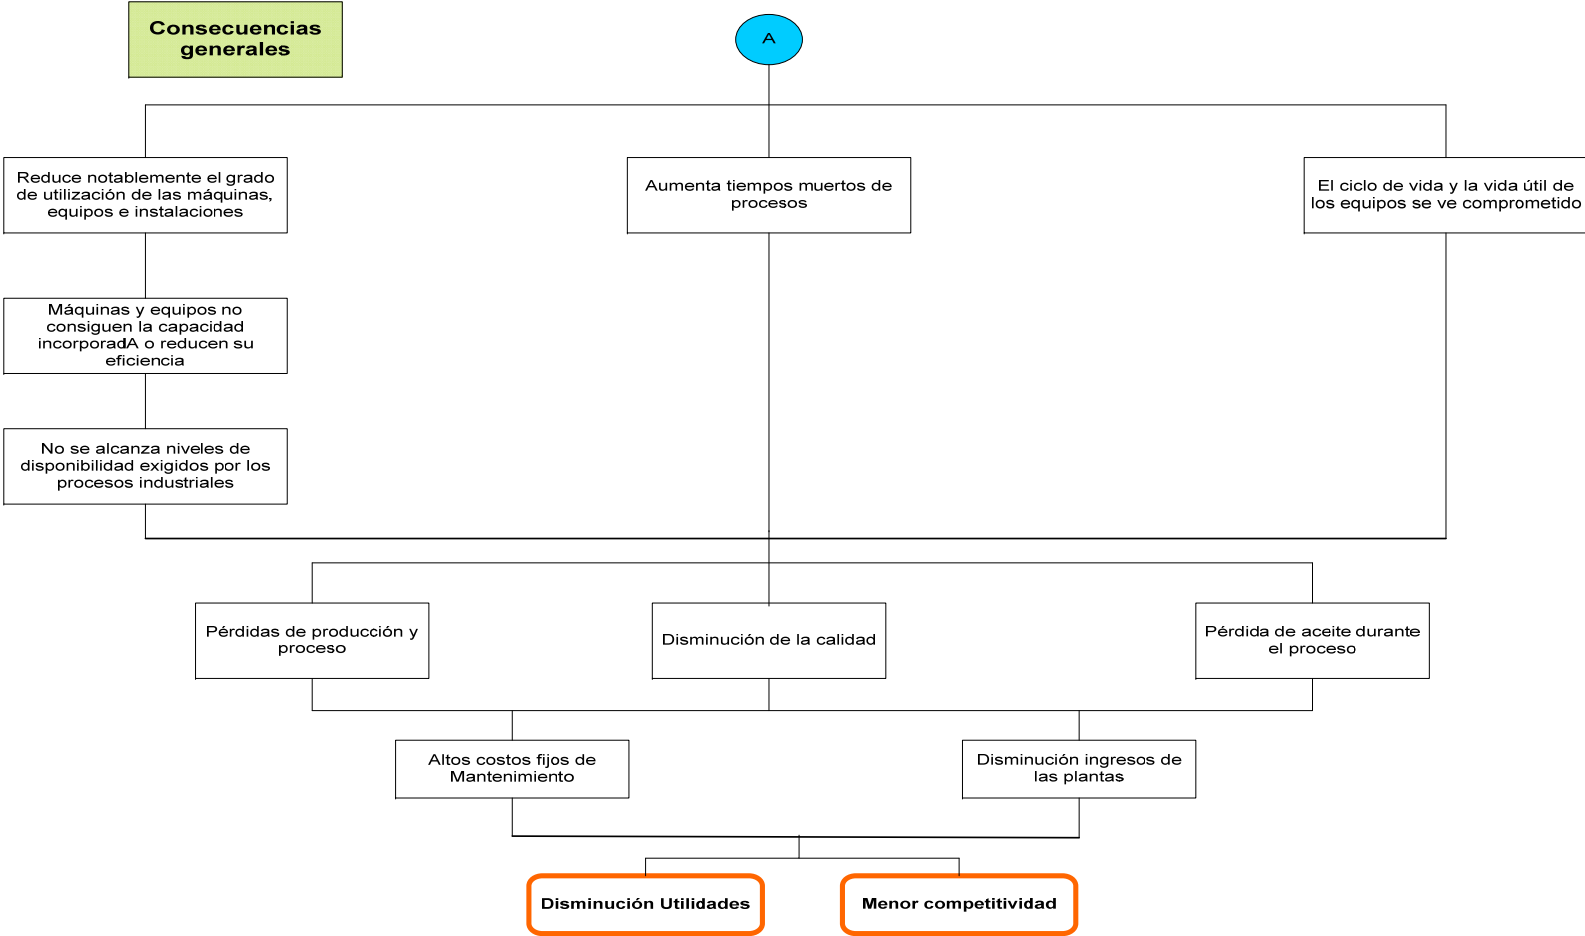 Consecuencias
generales
A
Reduce notablemente el grado
de utilización de las máquinas,
equipos e instalaciones
Aumenta tiempos muertos de
procesos
El ciclo de vida y la vida útil de
los equipos se ve comprometido
Máquinas y equipos no
consiguen la capacidad
incorporadA o reducen su
eficiencia
No se alcanza niveles de
disponibilidad exigidos por los
procesos industriales
Pérdidas de producción y
proceso
Disminución de la calidad
Pérdida de aceite durante
el proceso
Altos costos fijos de
Mantenimiento
Disminución ingresos de
las plantas
Disminución Utilidades
Menor competitividad